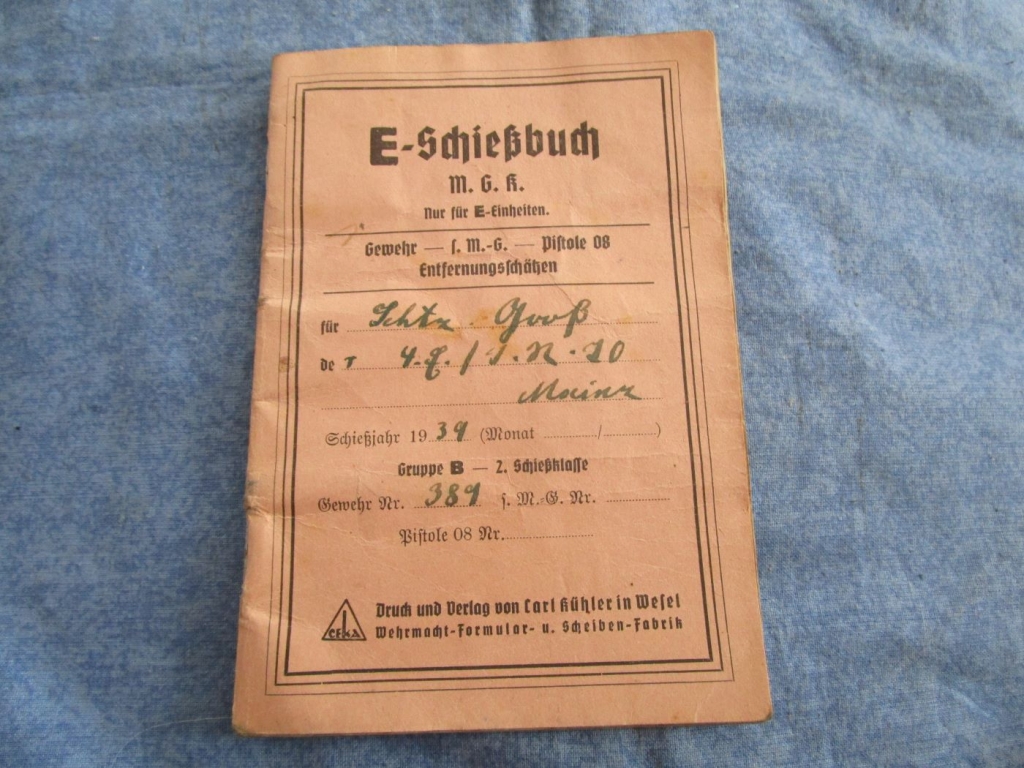 E-Schießbuch
M. G. K.
Nur für E-Einheiten.
Gewehr — s. M.-G. — Pistole 08
Entfernungsschätzen
für Schtz. Groß
der 4. E. / J. R. 80
Mainz
Schießjahr 1939 (Monat / )
Gruppe B — 2. Schießklasse
Gewehr Nr. 389 s. M.-G. Nr.
Pistole 08 Nr.
Druck und Verlag von Carl Kühler in Wesel
Wehrmacht-Formular- u. Scheiben-Fabrik